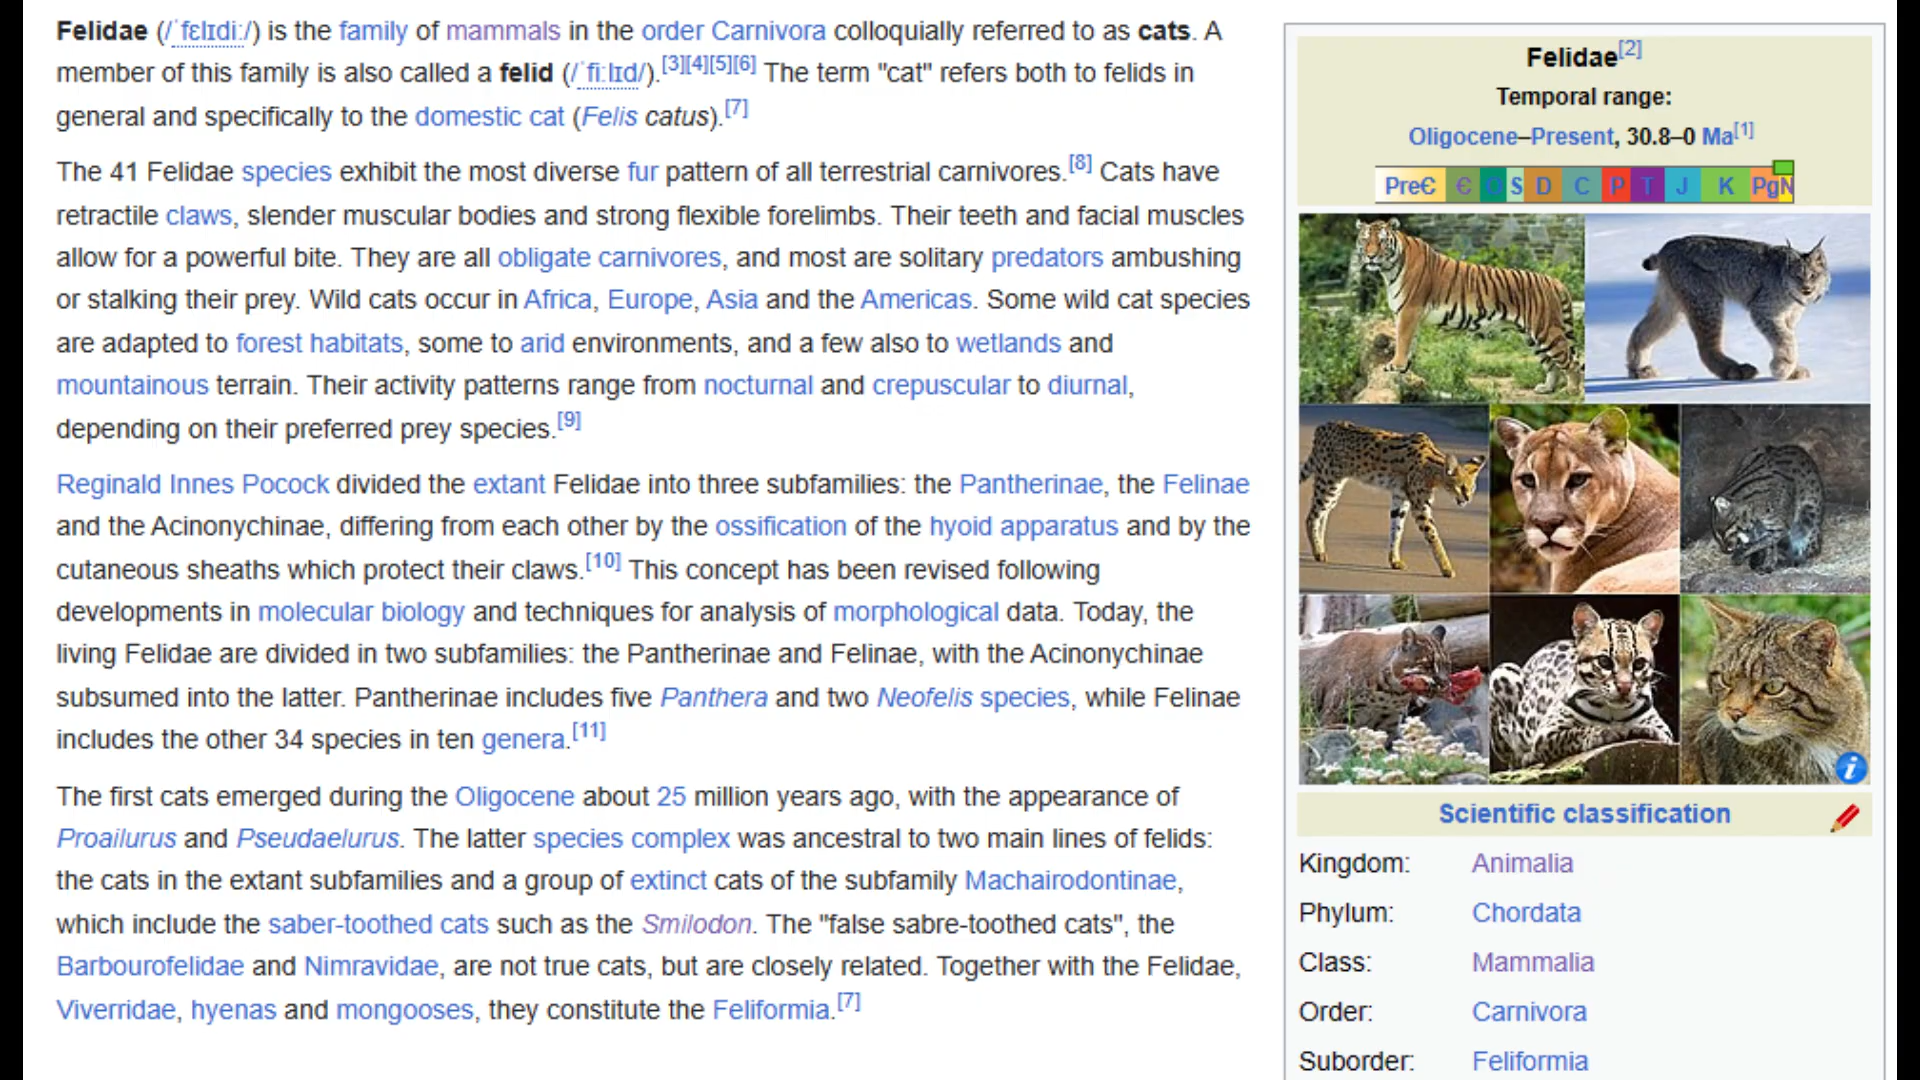 Felidae (/ˈfɛlɪdiː/) is the family of mammals in the order Carnivora colloquially referred to as cats. A
member of this family is also called a felid (/ˈfiːlɪd/).[3][4][5][6] The term "cat" refers both to felids in
general and specifically to the domestic cat (Felis catus).[7]
The 41 Felidae species exhibit the most diverse fur pattern of all terrestrial carnivores.[8] Cats have
retractile claws, slender muscular bodies and strong flexible forelimbs. Their teeth and facial muscles
allow for a powerful bite. They are all obligate carnivores, and most are solitary predators ambushing
or stalking their prey. Wild cats occur in Africa, Europe, Asia and the Americas. Some wild cat species
are adapted to forest habitats, some to arid environments, and a few also to wetlands and
mountainous terrain. Their activity patterns range from nocturnal and crepuscular to diurnal,
depending on their preferred prey species.[9]
Reginald Innes Pocock divided the extant Felidae into three subfamilies: the Pantherinae, the Felinae
and the Acinonychinae, differing from each other by the ossification of the hyoid apparatus and by the
cutaneous sheaths which protect their claws.[10] This concept has been revised following
developments in molecular biology and techniques for analysis of morphological data. Today, the
living Felidae are divided in two subfamilies: the Pantherinae and Felinae, with the Acinonychinae
subsumed into the latter. Pantherinae includes five Panthera and two Neofelis species, while Felinae
includes the other 34 species in ten genera.[11]
The first cats emerged during the Oligocene about 25 million years ago, with the appearance of
Proailurus and Pseudaelurus. The latter species complex was ancestral to two main lines of felids:
the cats in the extant subfamilies and a group of extinct cats of the subfamily Machairodontinae,
which include the saber-toothed cats such as the Smilodon. The "false sabre-toothed cats", the
Barbourofelidae and Nimravidae, are not true cats, but are closely related. Together with the Felidae,
Viverridae, hyenas and mongooses, they constitute the Feliformia.[7]
Felidae[2]
Temporal range:
Oligocene–Present, 30.8–0 Ma[1]
PreЄ Є O S D C P T J K Pg N
Scientific classification
Kingdom: Animalia
Phylum: Chordata
Class: Mammalia
Order: Carnivora
Suborder: Feliformia